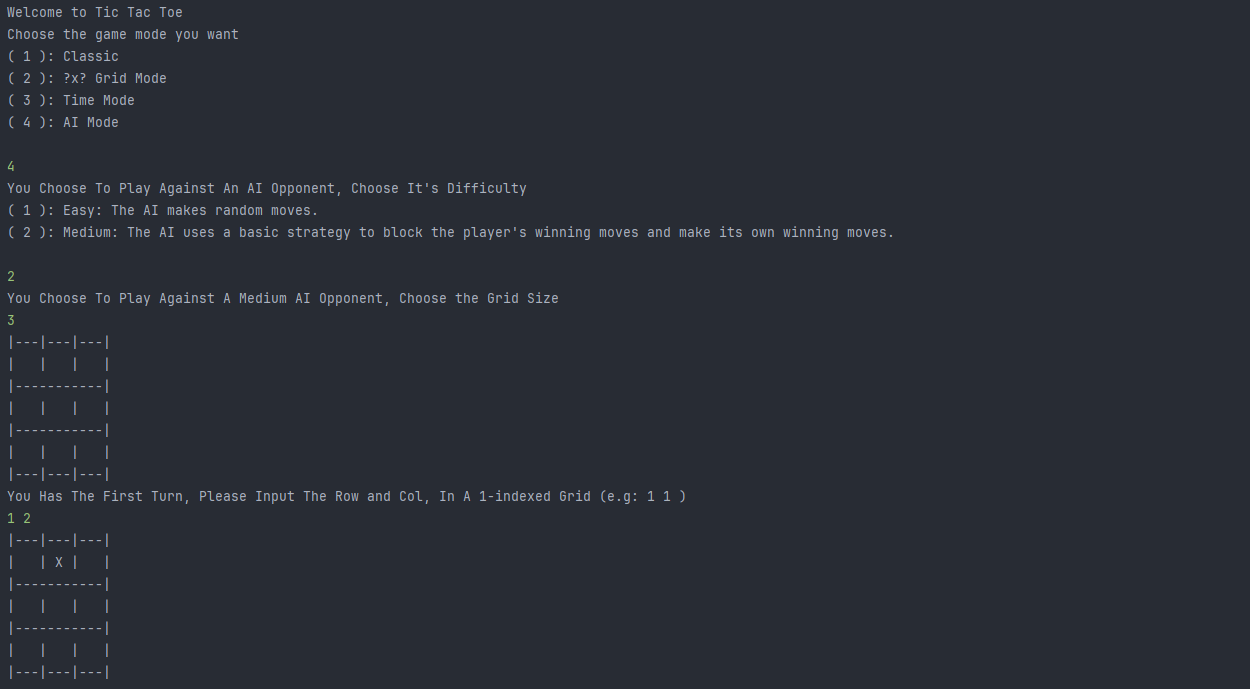 Welcome to Tic Tac Toe
Choose the game mode you want
( 1 ): Classic
( 2 ): ?x? Grid Mode
( 3 ): Time Mode
( 4 ): AI Mode

4
You Choose To Play Against An AI Opponent, Choose It's Difficulty
( 1 ): Easy: The AI makes random moves.
( 2 ): Medium: The AI uses a basic strategy to block the player's winning moves and make its own winning moves.

2
You Choose To Play Against A Medium AI Opponent, Choose the Grid Size
3
|---|---|---|
|   |   |   |
|-----------|
|   |   |   |
|-----------|
|   |   |   |
|---|---|---|
You Has The First Turn, Please Input The Row and Col, In A 1-indexed Grid (e.g: 1 1 )
1 2
|---|---|---|
|   | X |   |
|-----------|
|   |   |   |
|-----------|
|   |   |   |
|---|---|---|